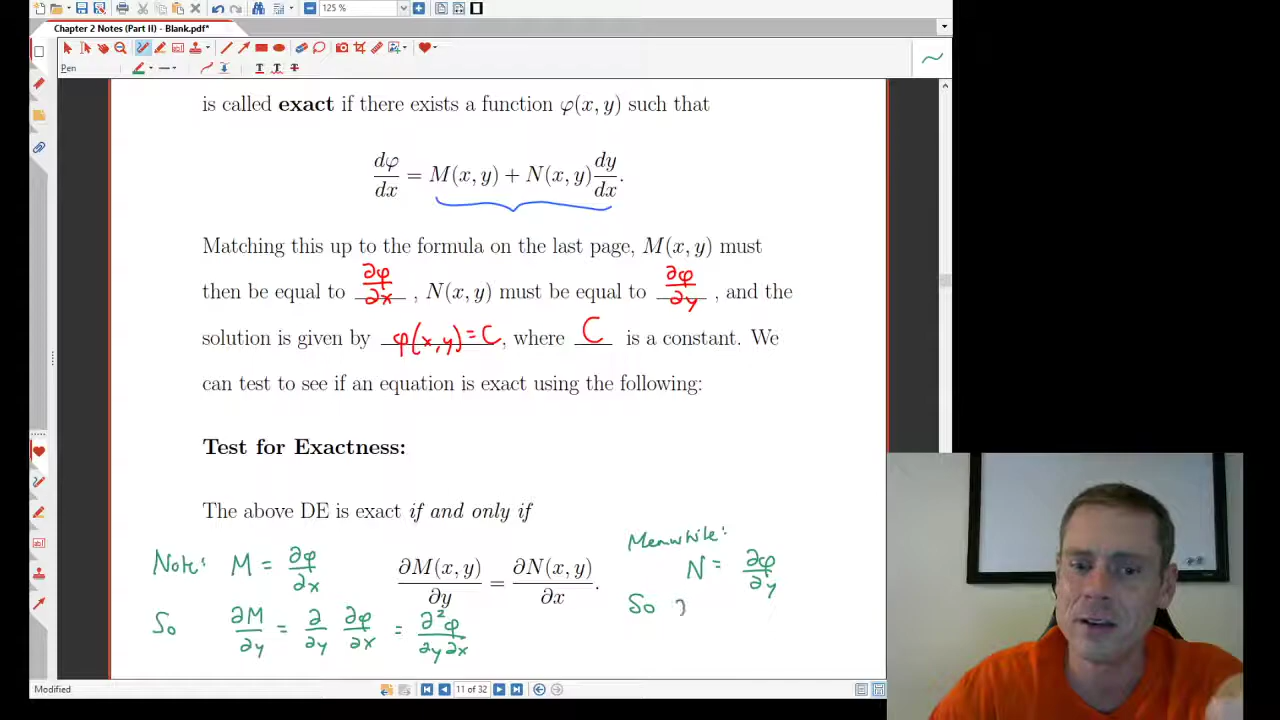 125 %
Chapter 2 Notes (Part II) - Blank.pdf*
Pen
is called exact if there exists a function φ(x, y) such that
dφ/dx = M(x, y) + N(x, y) dy/dx.
Matching this up to the formula on the last page, M(x, y) must
then be equal to ∂φ/∂x , N(x, y) must be equal to ∂φ/∂y , and the
solution is given by φ(x,y)=C, where C is a constant. We
can test to see if an equation is exact using the following:
Test for Exactness:
The above DE is exact if and only if
∂M(x, y)/∂y = ∂N(x, y)/∂x.
Note: M = ∂φ/∂x
So ∂M/∂y = ∂/∂y ∂φ/∂x = ∂²φ/∂y∂x
Meanwhile:
N = ∂φ/∂y
So
Modified
11 of 32